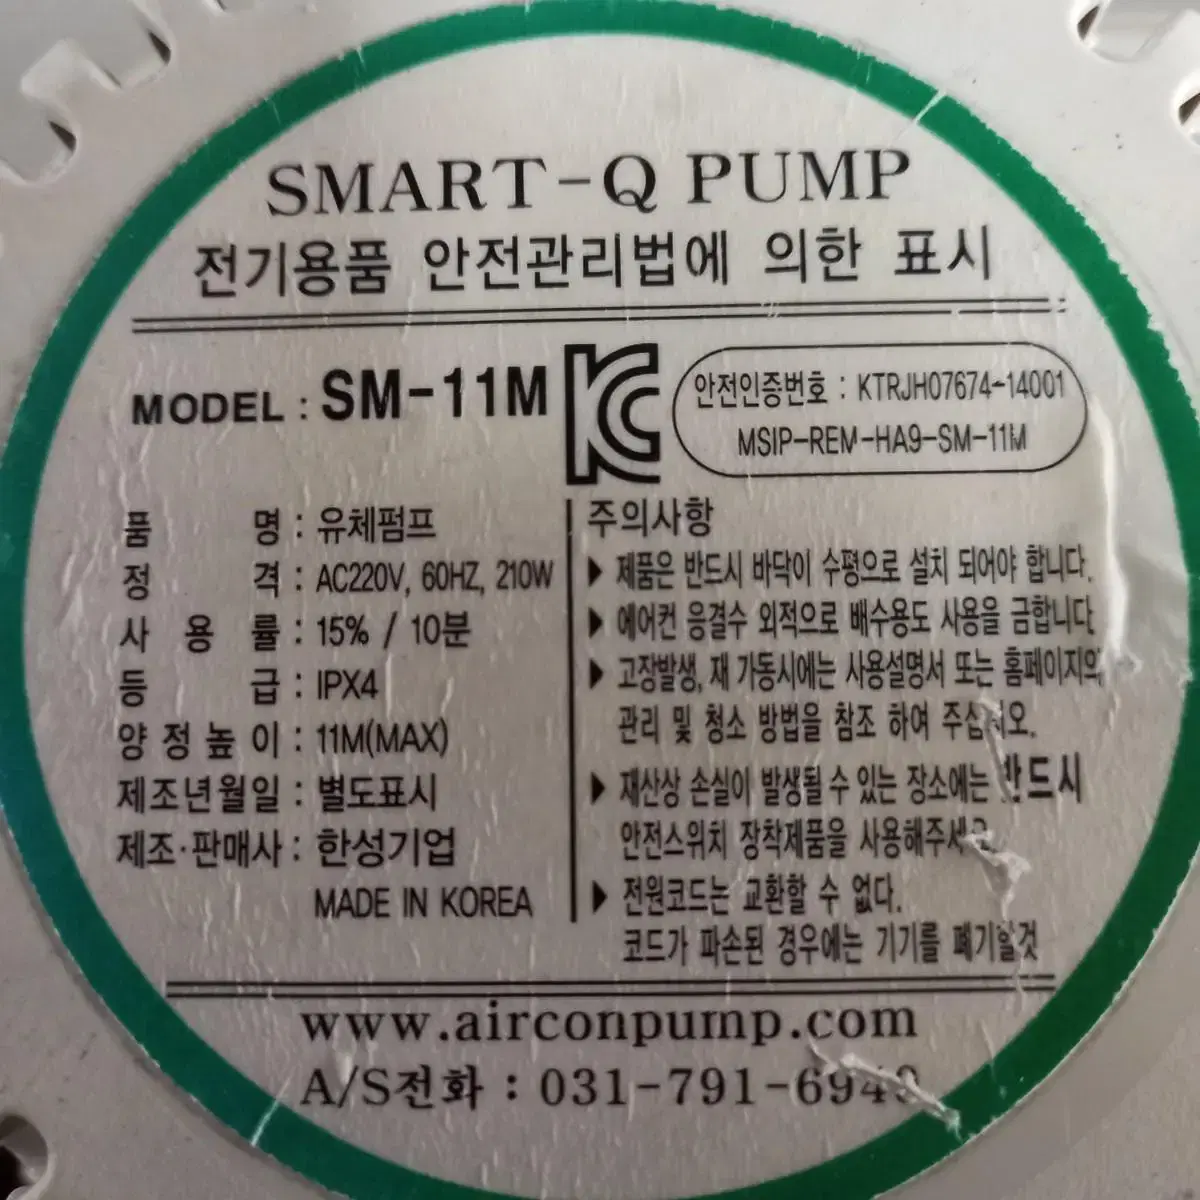 SMART-Q PUMP
전기용품 안전관리법에 의한 표시
MODEL : SM-11M
안전인증번호 : KTRJH07674-14001
MSIP-REM-HA9-SM-11M
품 명 : 유체펌프
정 격 : AC220V, 60HZ, 210W
사 용 률 : 15% / 10분
등 급 : IPX4
양 정 높 이 : 11M(MAX)
제조년월일 : 별도표시
제조·판매사 : 한성기업
MADE IN KOREA
주의사항
▶ 제품은 반드시 바닥이 수평으로 설치 되어야 합니다.
▶ 에어컨 응결수 외적으로 배수용도 사용을 금합니다
▶ 고장발생, 재 가동시에는 사용설명서 또는 홈페이지의
관리 및 청소 방법을 참조 하여 주십시오.
▶ 재산상 손실이 발생될 수 있는 장소에는 반드시
안전스위치 장착제품을 사용해주세요
▶ 전원코드는 교환할 수 없다.
코드가 파손된 경우에는 기기를 폐기할것
www.airconpump.com
A/S전화 : 031-791-